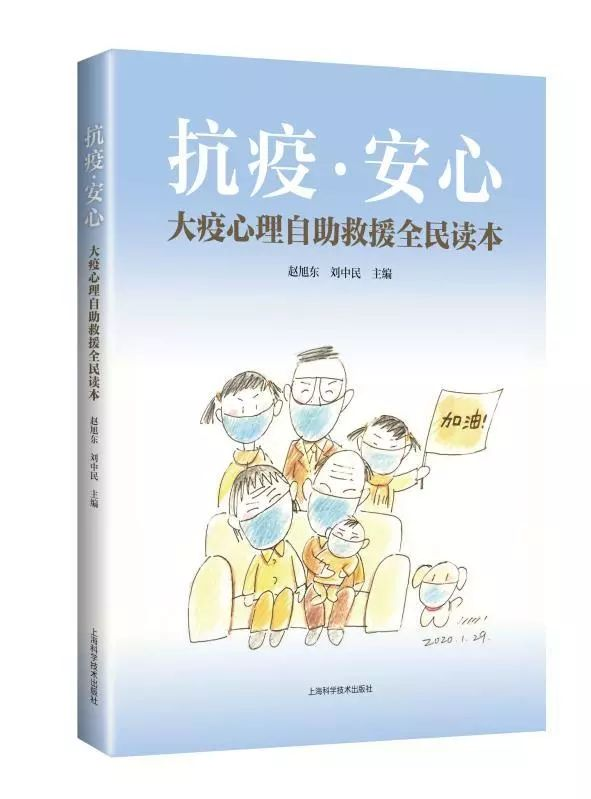 抗疫·安心
大疫心理自助救援全民读本
赵旭东 刘中民 主编
加油!
2020.1.29.
上海科学技术出版社
抗疫·安心
大疫心理自助救援全民读本
赵旭东 刘中民 主编
上海科学技术出版社